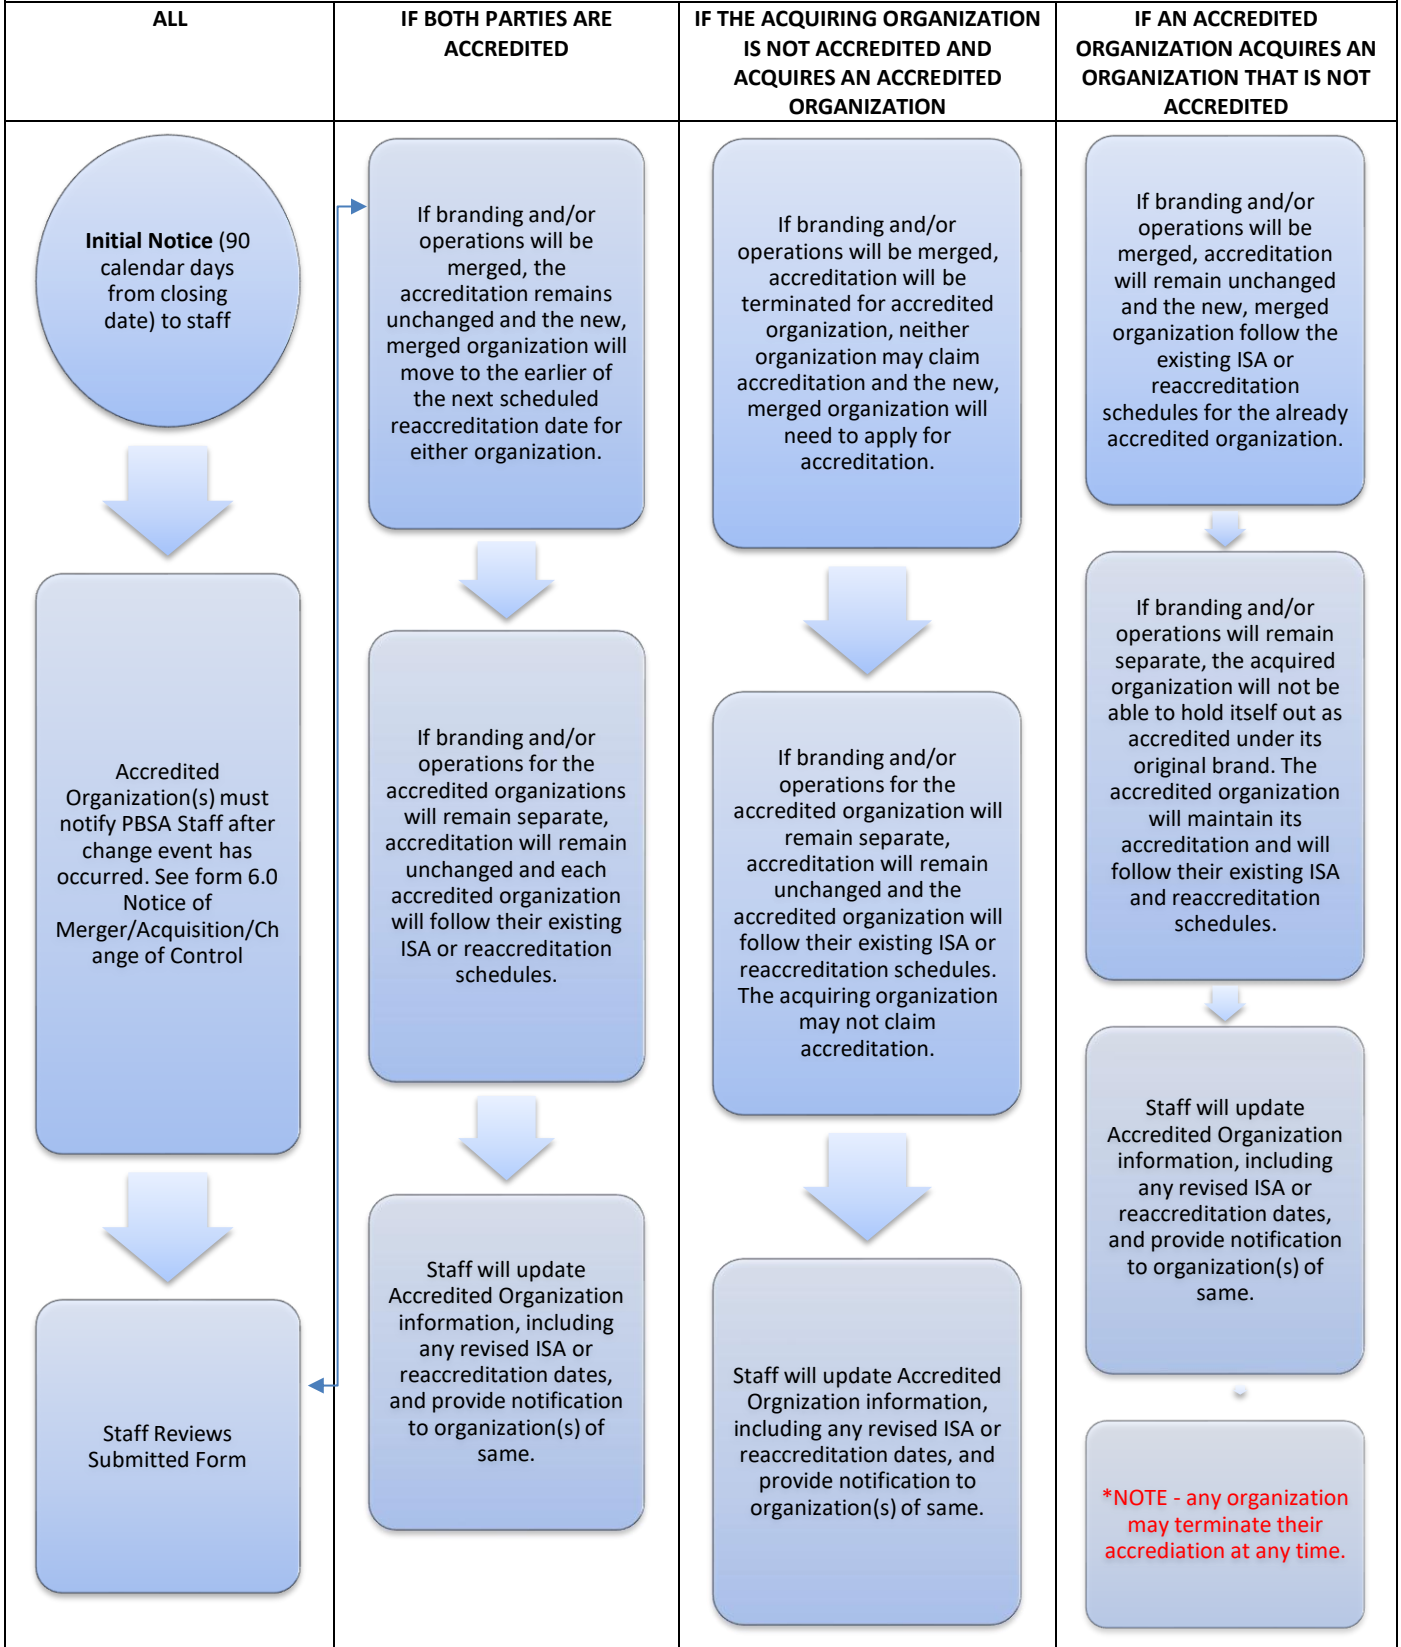 ALL
IF BOTH PARTIES ARE
ACCREDITED
IF THE ACQUIRING ORGANIZATION
IS NOT ACCREDITED AND
ACQUIRES AN ACCREDITED
ORGANIZATION
IF AN ACCREDITED
ORGANIZATION ACQUIRES AN
ORGANIZATION THAT IS NOT
ACCREDITED
Initial Notice (90
calendar days
from closing
date) to staff
Accredited
Organization(s) must
notify PBSA Staff after
change event has
occurred. See form 6.0
Notice of
Merger/Acquisition/Ch
ange of Control
Staff Reviews
Submitted Form
If branding and/or
operations will be
merged, the
accreditation remains
unchanged and the new,
merged organization will
move to the earlier of
the next scheduled
reaccreditation date for
either organization.
If branding and/or
operations for the
accredited organizations
will remain separate,
accreditation will remain
unchanged and each
accredited organization
will follow their existing
ISA or reaccreditation
schedules.
Staff will update
Accredited Organization
information, including
any revised ISA or
reaccreditation dates,
and provide notification
to organization(s) of
same.
If branding and/or
operations will be merged,
accreditation will be
terminated for accredited
organization, neither
organization may claim
accreditation and the new,
merged organization will
need to apply for
accreditation.
If branding and/or
operations for the
accredited organization will
remain separate,
accreditation will remain
unchanged and the
accredited organization will
follow their existing ISA or
reaccreditation schedules.
The acquiring organization
may not claim
accreditation.
Staff will update Accredited
Orgnization information,
including any revised ISA or
reaccreditation dates, and
provide notification to
organization(s) of same.
If branding and/or
operations will be
merged, accreditation
will remain unchanged
and the new, merged
organization follow the
existing ISA or
reaccreditation
schedules for the already
accredited organization.
If branding and/or
operations will remain
separate, the acquired
organization will not be
able to hold itself out as
accredited under its
original brand. The
accredited organization
will maintain its
accreditation and will
follow their existing ISA
and reaccreditation
schedules.
Staff will update
Accredited Organization
information, including
any revised ISA or
reaccreditation dates,
and provide notification
to organization(s) of
same.
*NOTE - any organization
may terminate their
accrediation at any time.